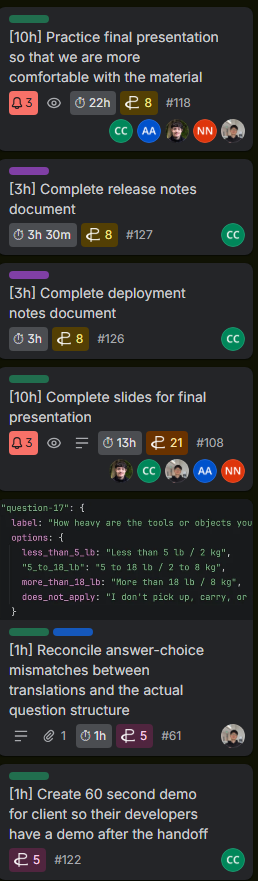 [10h] Practice final presentation
so that we are more
comfortable with the material
3 22h 8 #118
CC AA NN
[3h] Complete release notes
document
3h 30m 8 #127
CC
[3h] Complete deployment
notes document
3h 8 #126
CC
[10h] Complete slides for final
presentation
3 13h 21 #108
CC AA NN
"question-17": {
label: "How heavy are the tools or objects you
options: {
less_than_5_lb: "Less than 5 lb / 2 kg",
"5_to_18_lb": "5 to 18 lb / 2 to 8 kg",
more_than_18_lb: "More than 18 lb / 8 kg",
does_not_apply: "I don't pick up, carry, or
}
[1h] Reconcile answer-choice
mismatches between
translations and the actual
question structure
1 1h 5 #61
[1h] Create 60 second demo
for client so their developers
have a demo after the handoff
5 #122
CC